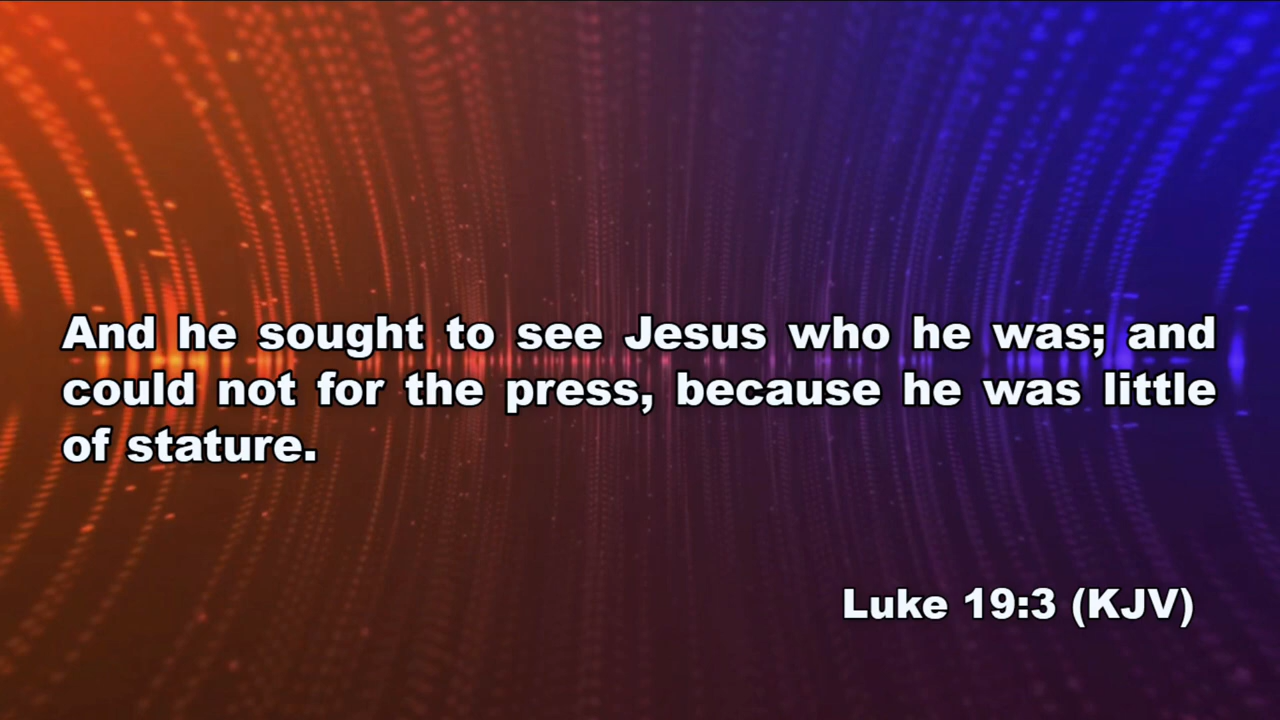 And he sought to see Jesus who he was; and
could not for the press, because he was little
of stature.
Luke 19:3 (KJV)